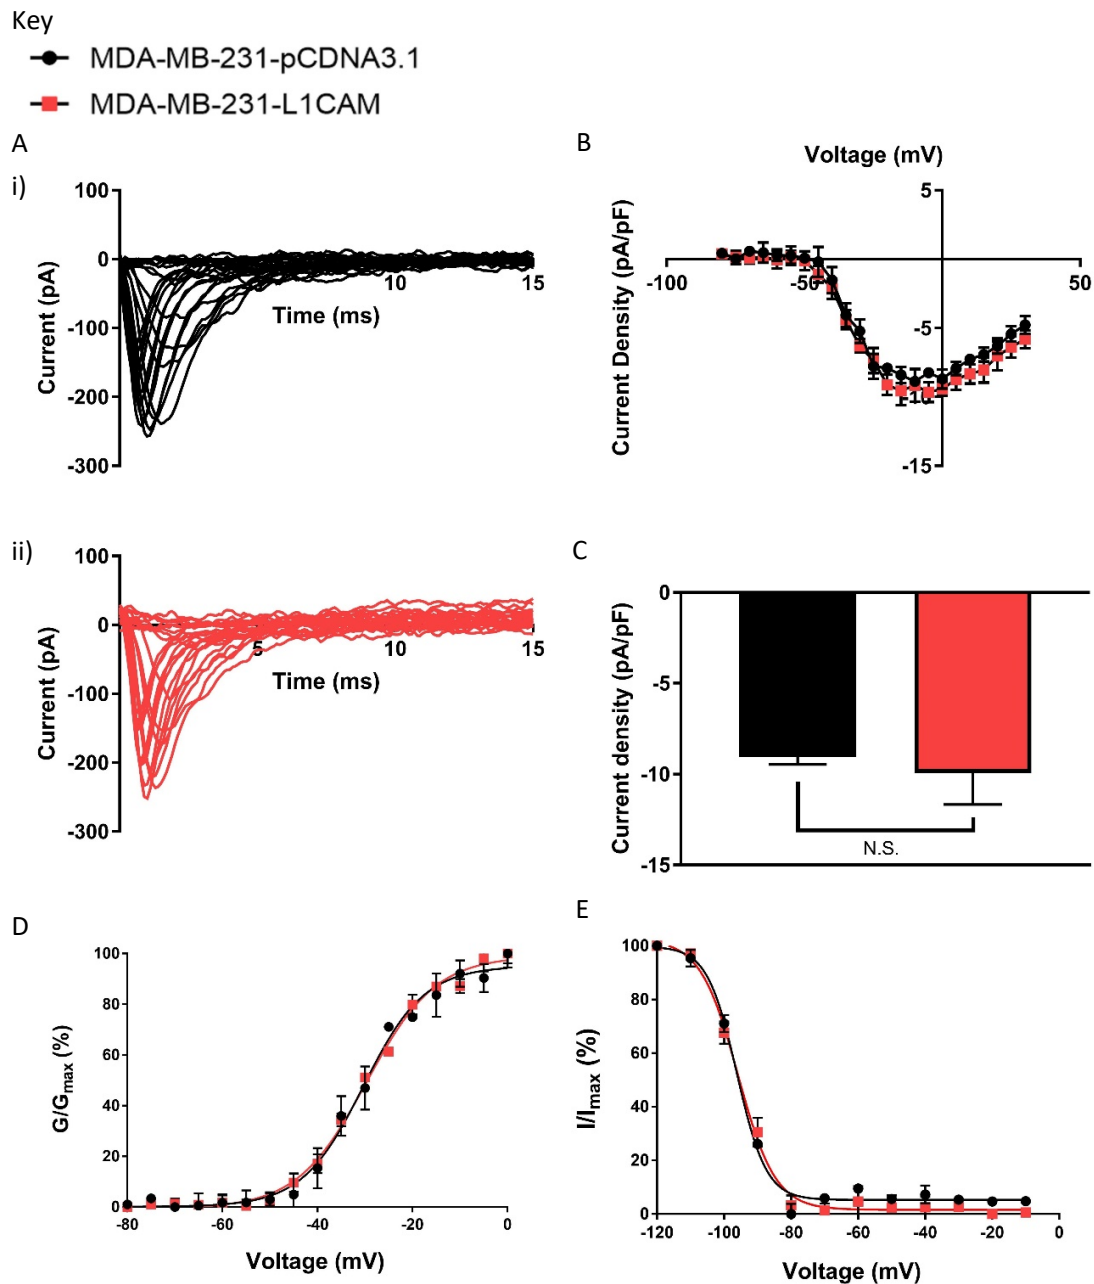 Key
MDA-MB-231-pCDNA3.1
MDA-MB-231-L1CAM
A
i)
100
0
-100
-200
-300
Current (pA)
10
15
Time (ms)
B
Voltage (mV)
5
-100
-50
50
-5
-10
-15
Current Density (pA/pF)
ii)
100
0
-100
-200
-300
Current (pA)
5
10
15
Time (ms)
C
0
-5
-10
-15
Current density (pA/pF)
N.S.
D
100
80
60
40
20
0
G/Gmax (%)
-80
-60
-40
-20
0
Voltage (mV)
E
100
80
60
40
20
0
I/Imax (%)
-120
-100
-80
-60
-40
-20
0
Voltage (mV)